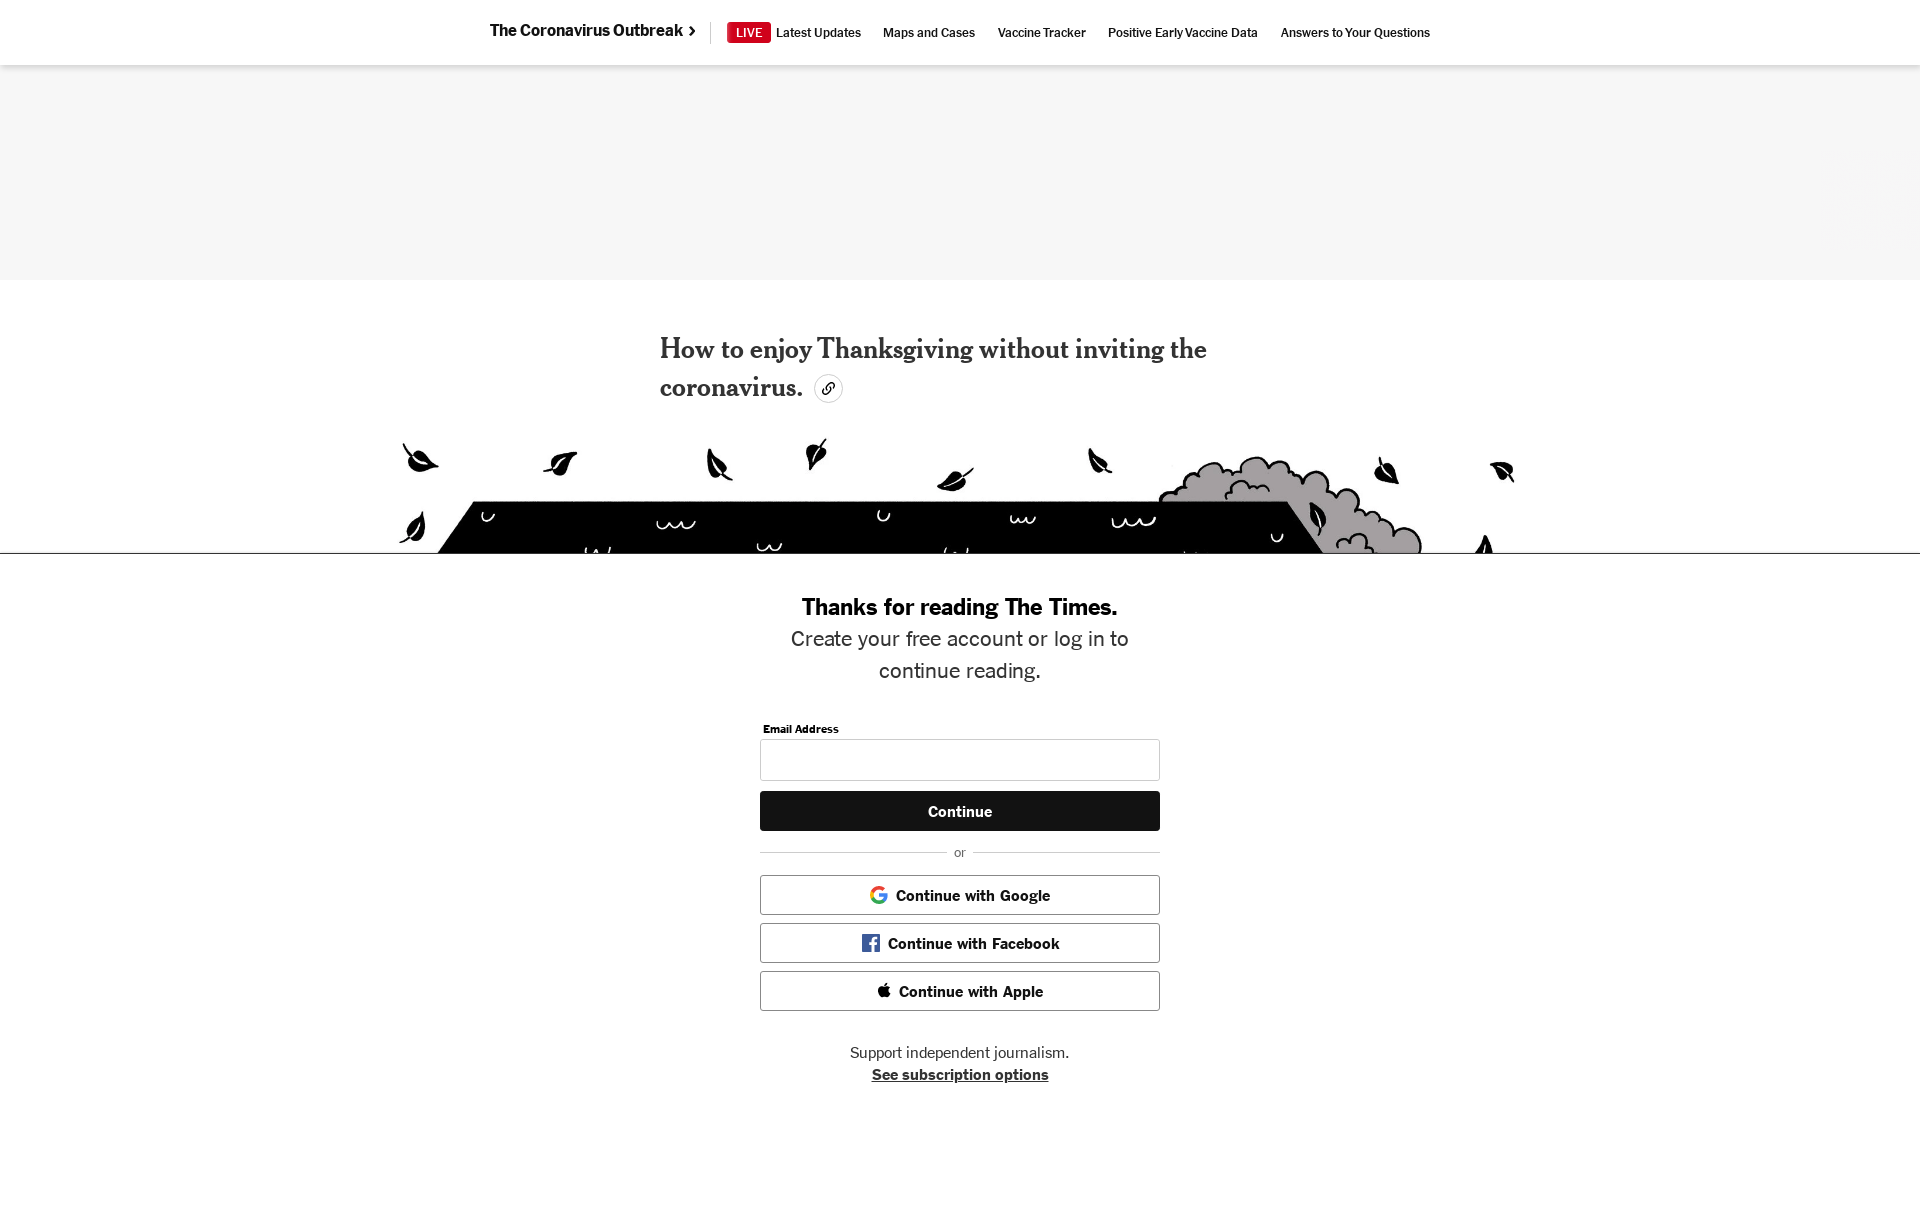 The Coronavirus Outbreak ›
LIVE Latest Updates Maps and Cases Vaccine Tracker Positive Early Vaccine Data Answers to Your Questions
How to enjoy Thanksgiving without inviting the
coronavirus.
Thanks for reading The Times.
Create your free account or log in to
continue reading.
Email Address
Continue
or
Continue with Google
Continue with Facebook
Continue with Apple
Support independent journalism.
See subscription options